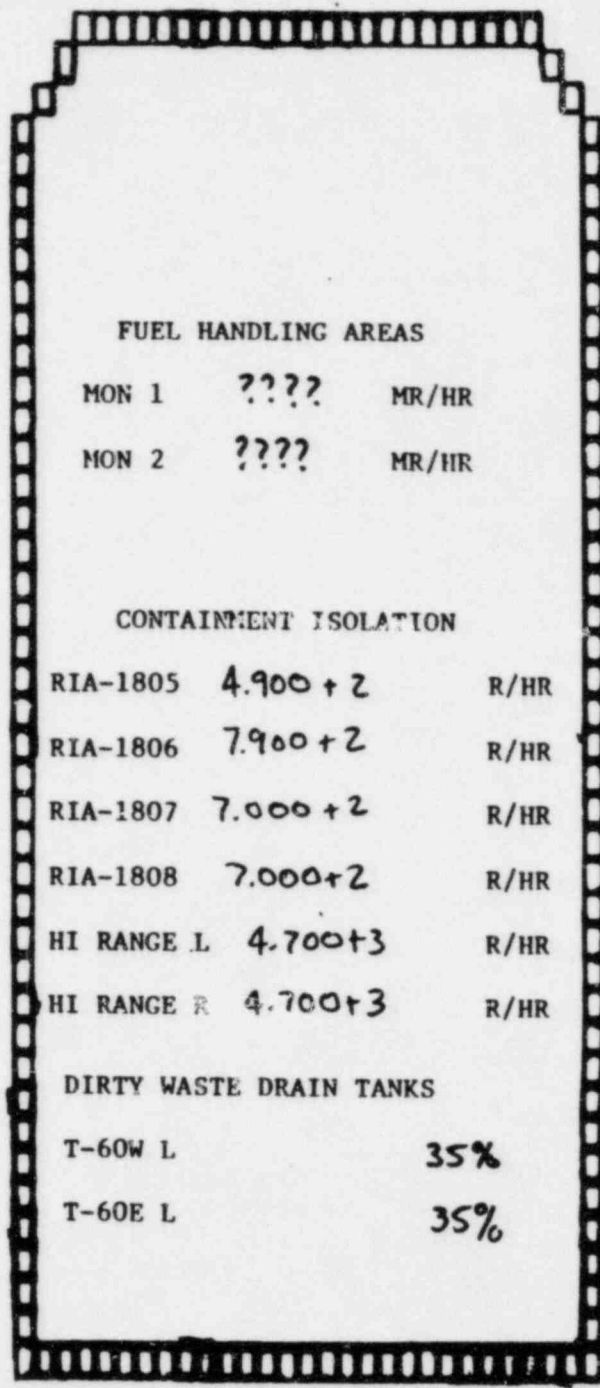 FUEL HANDLING AREAS
MON 1 ???? MR/HR
MON 2 ???? MR/HR
CONTAINMENT ISOLATION
RIA-1805 4.900 + 2 R/HR
RIA-1806 7.900 + 2 R/HR
RIA-1807 7.000 + 2 R/HR
RIA-1808 7.000+2 R/HR
HI RANGE L 4.700+3 R/HR
HI RANGE R 4.700+3 R/HR
DIRTY WASTE DRAIN TANKS
T-60W L 35%
T-60E L 35%